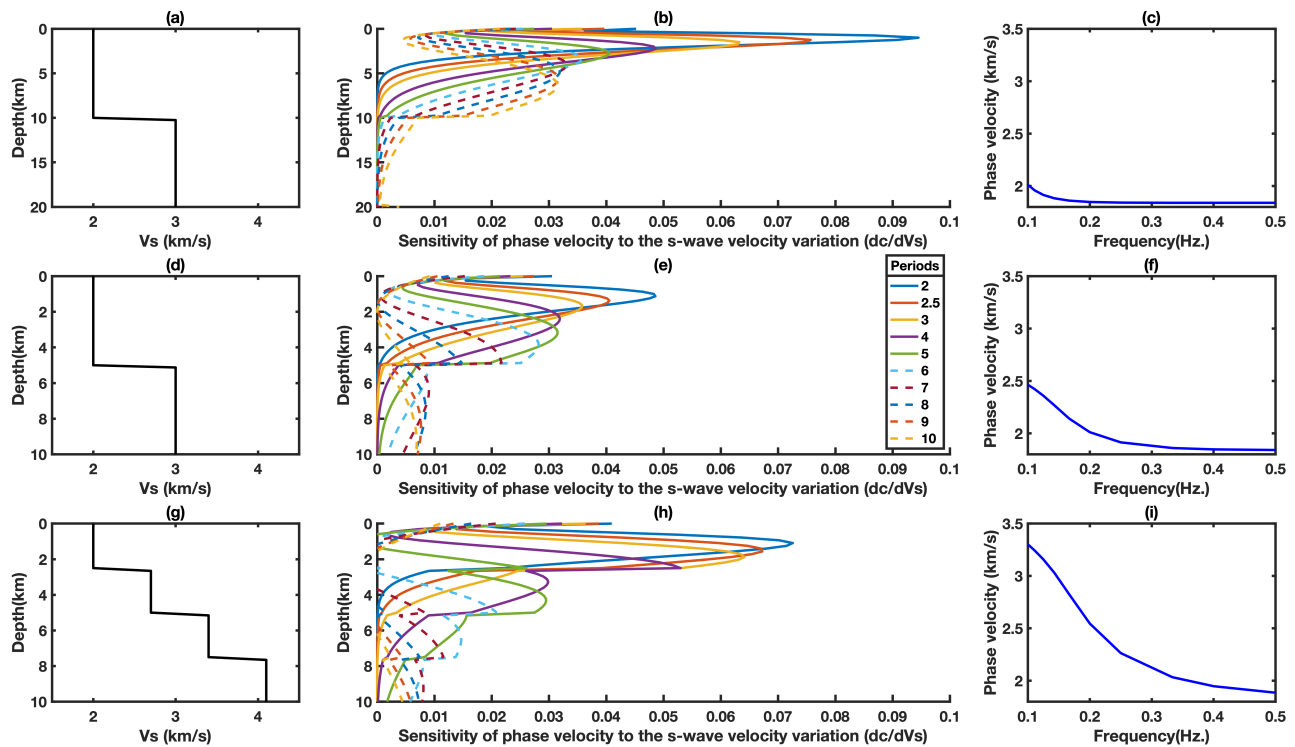 (a)
0
5
10
15
20
Depth(km)
2 3 4
Vs (km/s)
(b)
0
5
10
15
20
Depth(km)
0 0.01 0.02 0.03 0.04 0.05 0.06 0.07 0.08 0.09 0.1
Sensitivity of phase velocity to the s-wave velocity variation (dc/dVs)
(c)
3.5
3
2.5
2
Phase velocity (km/s)
0.1 0.2 0.3 0.4 0.5
Frequency(Hz.)
(d)
0
2
4
6
8
10
Depth(km)
2 3 4
Vs (km/s)
(e)
0
2
4
6
8
10
Depth(km)
0 0.01 0.02 0.03 0.04 0.05 0.06 0.07 0.08 0.09 0.1
Sensitivity of phase velocity to the s-wave velocity variation (dc/dVs)
Periods
2
2.5
3
4
5
6
7
8
9
10
(f)
3.5
3
2.5
2
Phase velocity (km/s)
0.1 0.2 0.3 0.4 0.5
Frequency(Hz.)
(g)
0
2
4
6
8
10
Depth(km)
2 3 4
Vs (km/s)
(h)
0
2
4
6
8
10
Depth(km)
0 0.01 0.02 0.03 0.04 0.05 0.06 0.07 0.08 0.09 0.1
Sensitivity of phase velocity to the s-wave velocity variation (dc/dVs)
(i)
3.5
3
2.5
2
Phase velocity (km/s)
0.1 0.2 0.3 0.4 0.5
Frequency(Hz.)